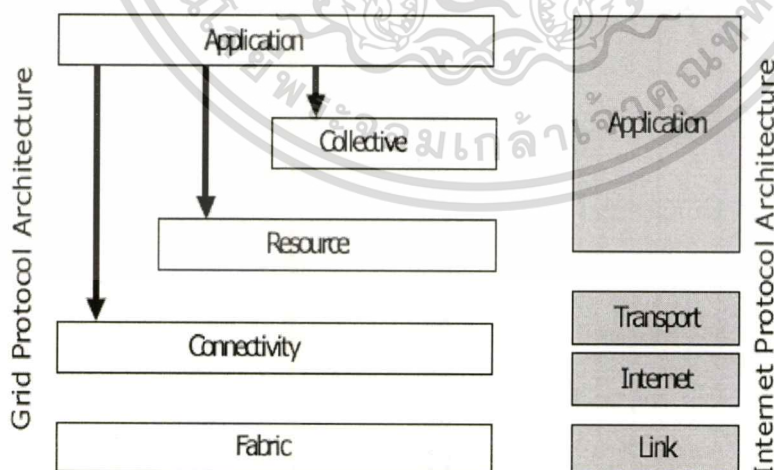 Grid Protocol Architecture
Application
Collective
Resource
Connectivity
Fabric
Application
Transport
Internet
Link
Internet Protocol Architecture